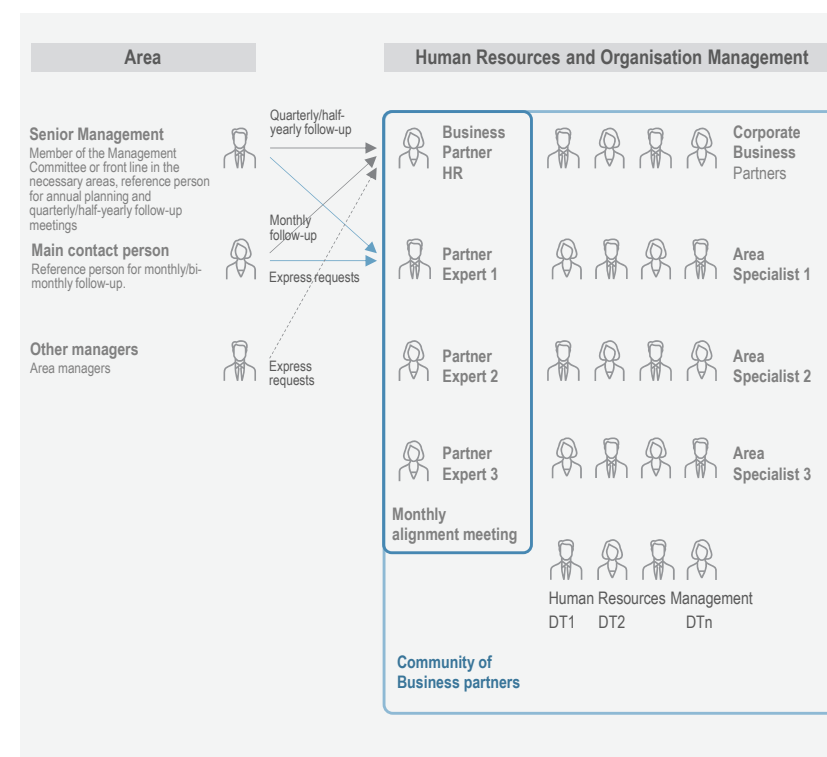 Area
Human Resources and Organisation Management
Senior Management
Member of the Management
Committee or front line in the
necessary areas, reference person
for annual planning and
quarterly/half-yearly follow-up
meetings
Quarterly/half-
yearly follow-up
Main contact person
Reference person for monthly/bi-
monthly follow-up.
Monthly
follow-up
Express requests
Other managers
Area managers
Express
requests
Business
Partner
HR
Corporate
Business
Partners
Partner
Expert 1
Area
Specialist 1
Partner
Expert 2
Area
Specialist 2
Partner
Expert 3
Area
Specialist 3
Monthly
alignment meeting
Human Resources Management
DT1 DT2 DTn
Community of
Business partners